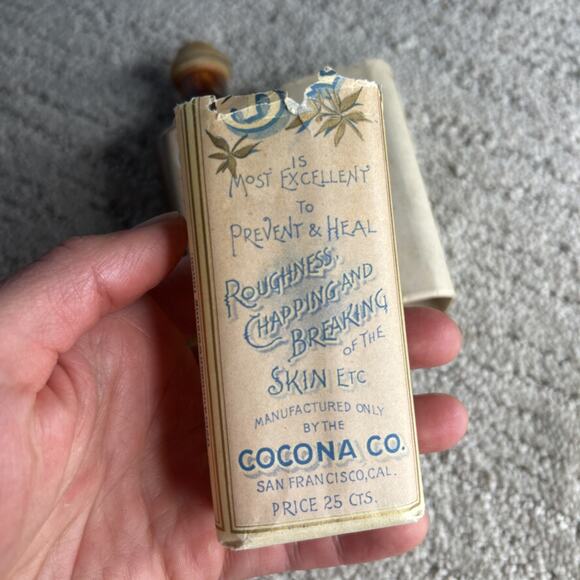 IS
MOST EXCELLENT
TO
PREVENT & HEAL
ROUGHNESS,
CHAPPING AND
BREAKING
OF THE
SKIN ETC
MANUFACTURED ONLY
BY THE
COCONA CO.
SAN FRANCISCO, CAL.
PRICE 25 CTS.